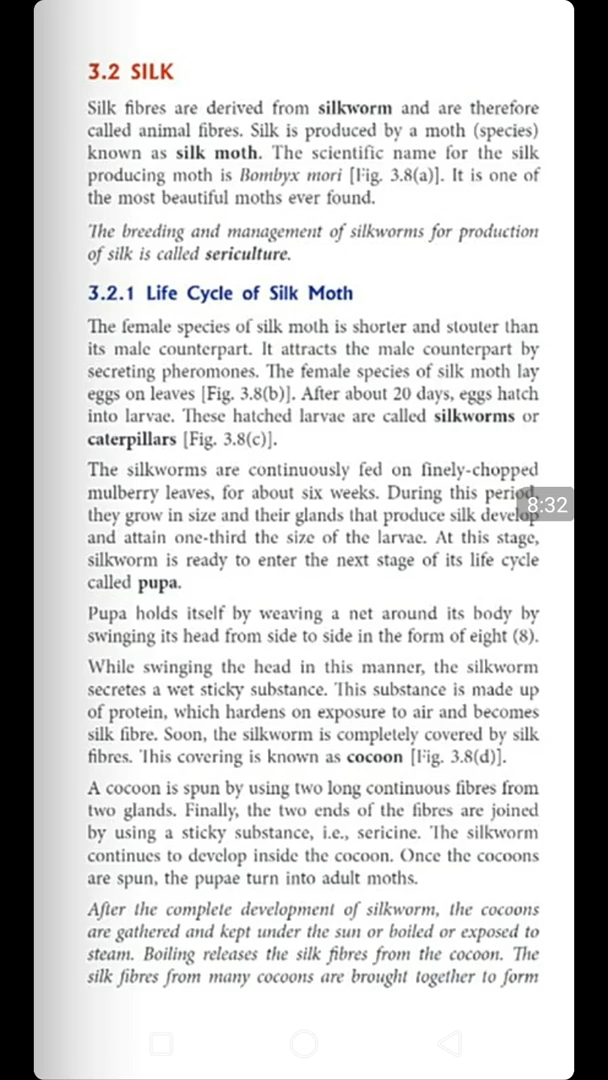 3.2 SILK
Silk fibres are derived from silkworm and are therefore
called animal fibres. Silk is produced by a moth (species)
known as silk moth. The scientific name for the silk
producing moth is Bombyx mori [Fig. 3.8(a)]. It is one of
the most beautiful moths ever found.
The breeding and management of silkworms for production
of silk is called sericulture.
3.2.1 Life Cycle of Silk Moth
The female species of silk moth is shorter and stouter than
its male counterpart. It attracts the male counterpart by
secreting pheromones. The female species of silk moth lay
eggs on leaves [Fig. 3.8(b)]. After about 20 days, eggs hatch
into larvae. These hatched larvae are called silkworms or
caterpillars [Fig. 3.8(c)].
The silkworms are continuously fed on finely-chopped
mulberry leaves, for about six weeks. During this period,
8:32
they grow in size and their glands that produce silk develop
and attain one-third the size of the larvae. At this stage,
silkworm is ready to enter the next stage of its life cycle
called pupa.
Pupa holds itself by weaving a net around its body by
swinging its head from side to side in the form of eight (8).
While swinging the head in this manner, the silkworm
secretes a wet sticky substance. This substance is made up
of protein, which hardens on exposure to air and becomes
silk fibre. Soon, the silkworm is completely covered by silk
fibres. This covering is known as cocoon [Fig. 3.8(d)].
A cocoon is spun by using two long continuous fibres from
two glands. Finally, the two ends of the fibres are joined
by using a sticky substance, i.e., sericine. The silkworm
continues to develop inside the cocoon. Once the cocoons
are spun, the pupae turn into adult moths.
After the complete development of silkworm, the cocoons
are gathered and kept under the sun or boiled or exposed to
steam. Boiling releases the silk fibres from the cocoon. The
silk fibres from many cocoons are brought together to form